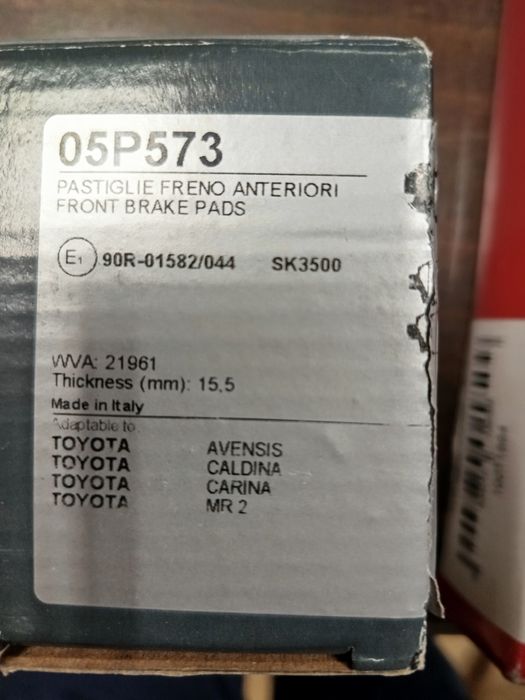 05P573
PASTIGLIE FRENO ANTERIORI
FRONT BRAKE PADS
E1 90R-01582/044 SK3500
WVA: 21961
Thickness (mm): 15,5
Made in Italy
Adaptable to
TOYOTA AVENSIS
TOYOTA CALDINA
TOYOTA CARINA
TOYOTA MR 2